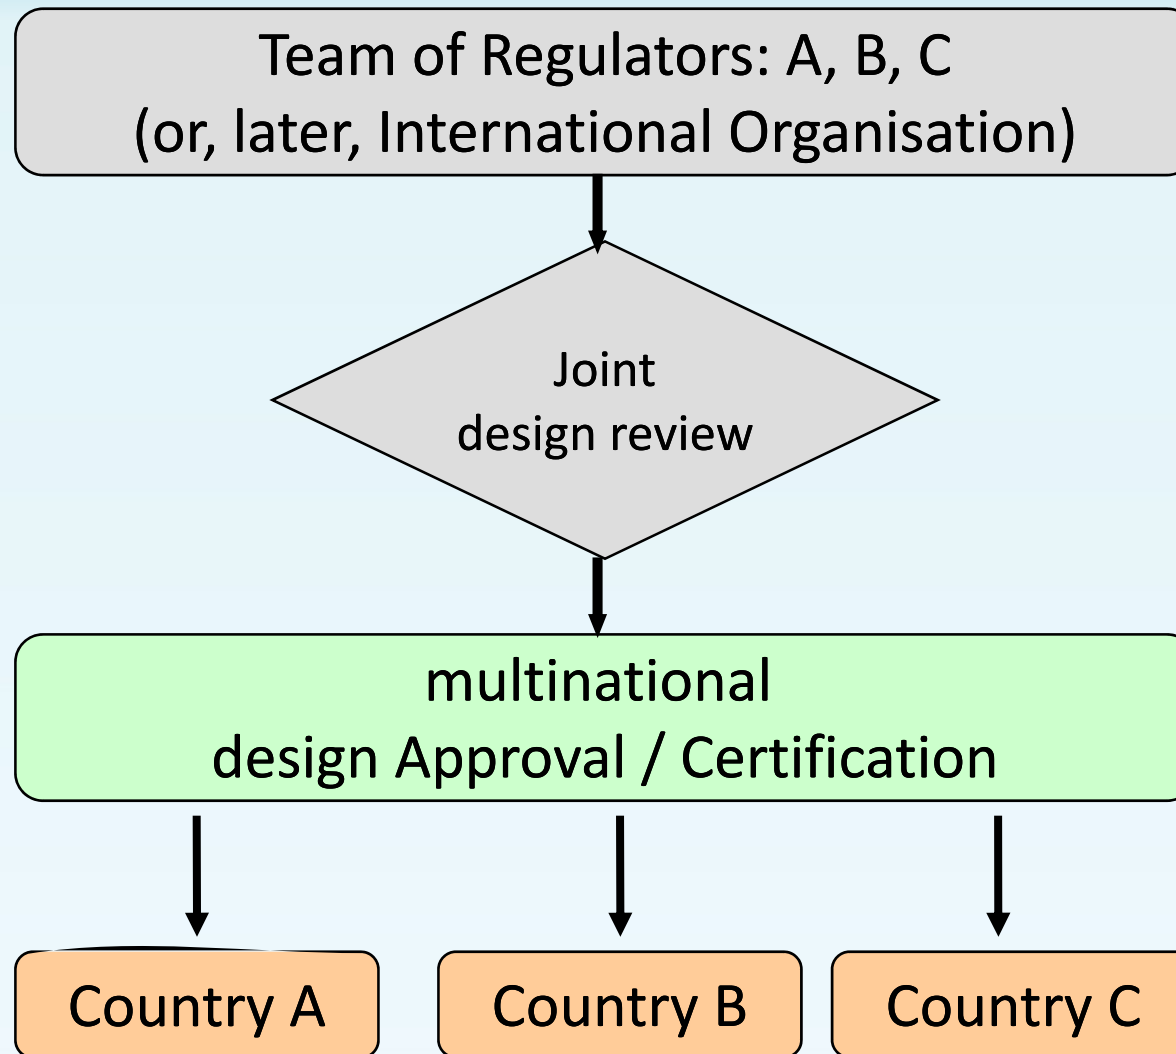 Team of Regulators: A, B, C
(or, later, International Organisation)
Joint
design review
multinational
design Approval / Certification
Country A
Country B
Country C